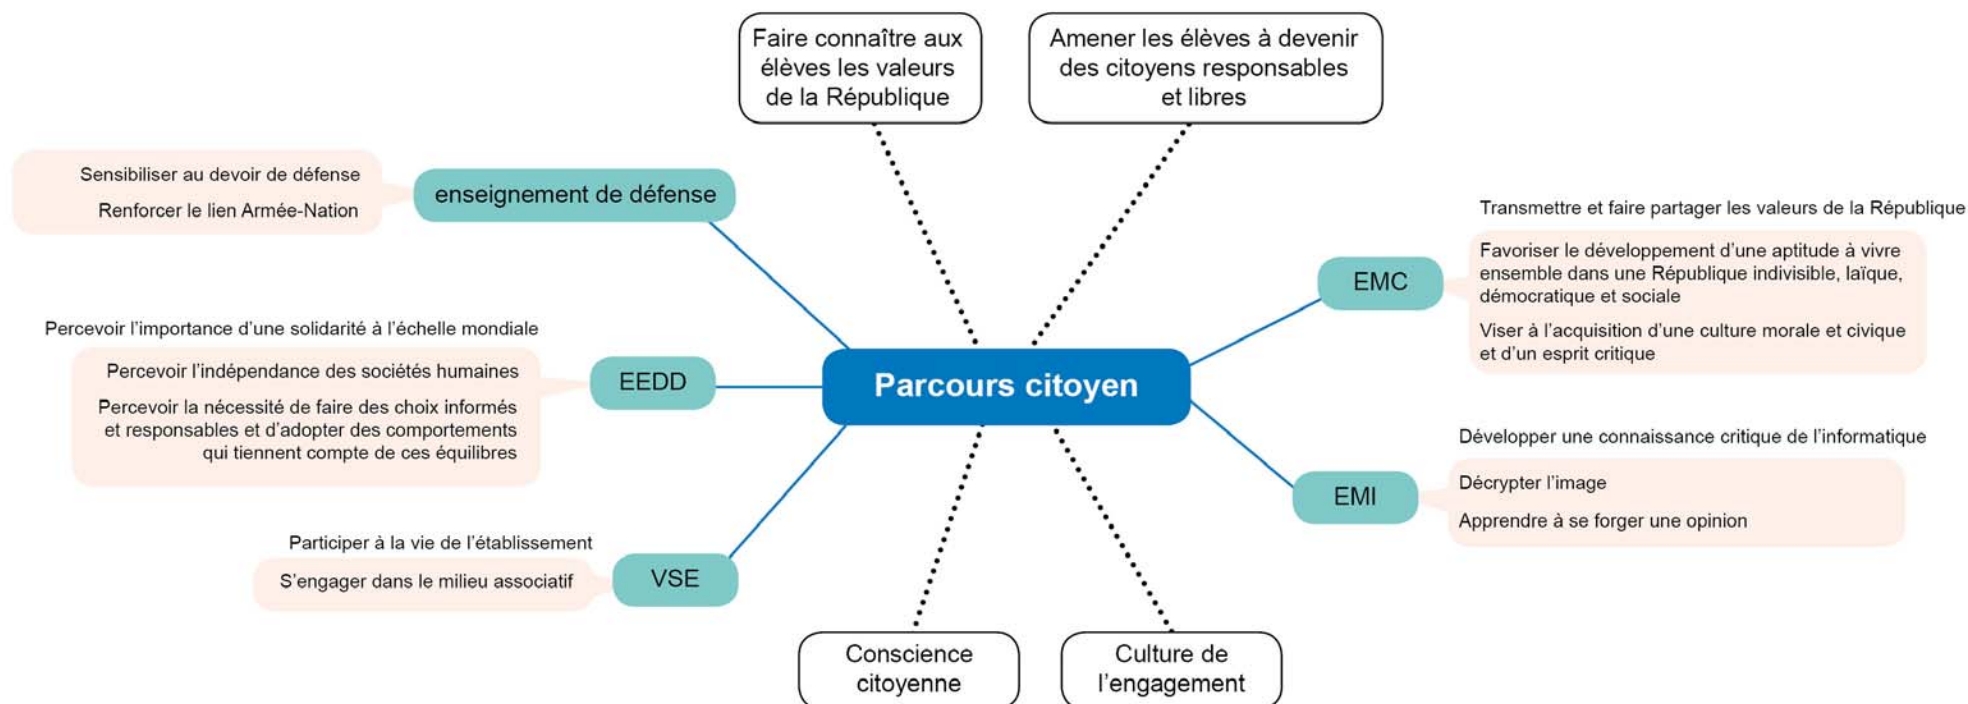 Faire connaître aux
élèves les valeurs
de la République
Amener les élèves à devenir
des citoyens responsables
et libres
enseignement de défense
Sensibiliser au devoir de défense
Renforcer le lien Armée-Nation
Percevoir l’importance d’une solidarité à l’échelle mondiale
EEDD
Percevoir l’indépendance des sociétés humaines
Percevoir la nécessité de faire des choix informés
et responsables et d’adopter des comportements
qui tiennent compte de ces équilibres
Participer à la vie de l’établissement
VSE
S’engager dans le milieu associatif
Parcours citoyen
Transmettre et faire partager les valeurs de la République
EMC
Favoriser le développement d’une aptitude à vivre
ensemble dans une République indivisible, laïque,
démocratique et sociale
Viser à l’acquisition d’une culture morale et civique
et d’un esprit critique
Développer une connaissance critique de l’informatique
EMI
Décrypter l’image
Apprendre à se forger une opinion
Conscience
citoyenne
Culture de
l’engagement